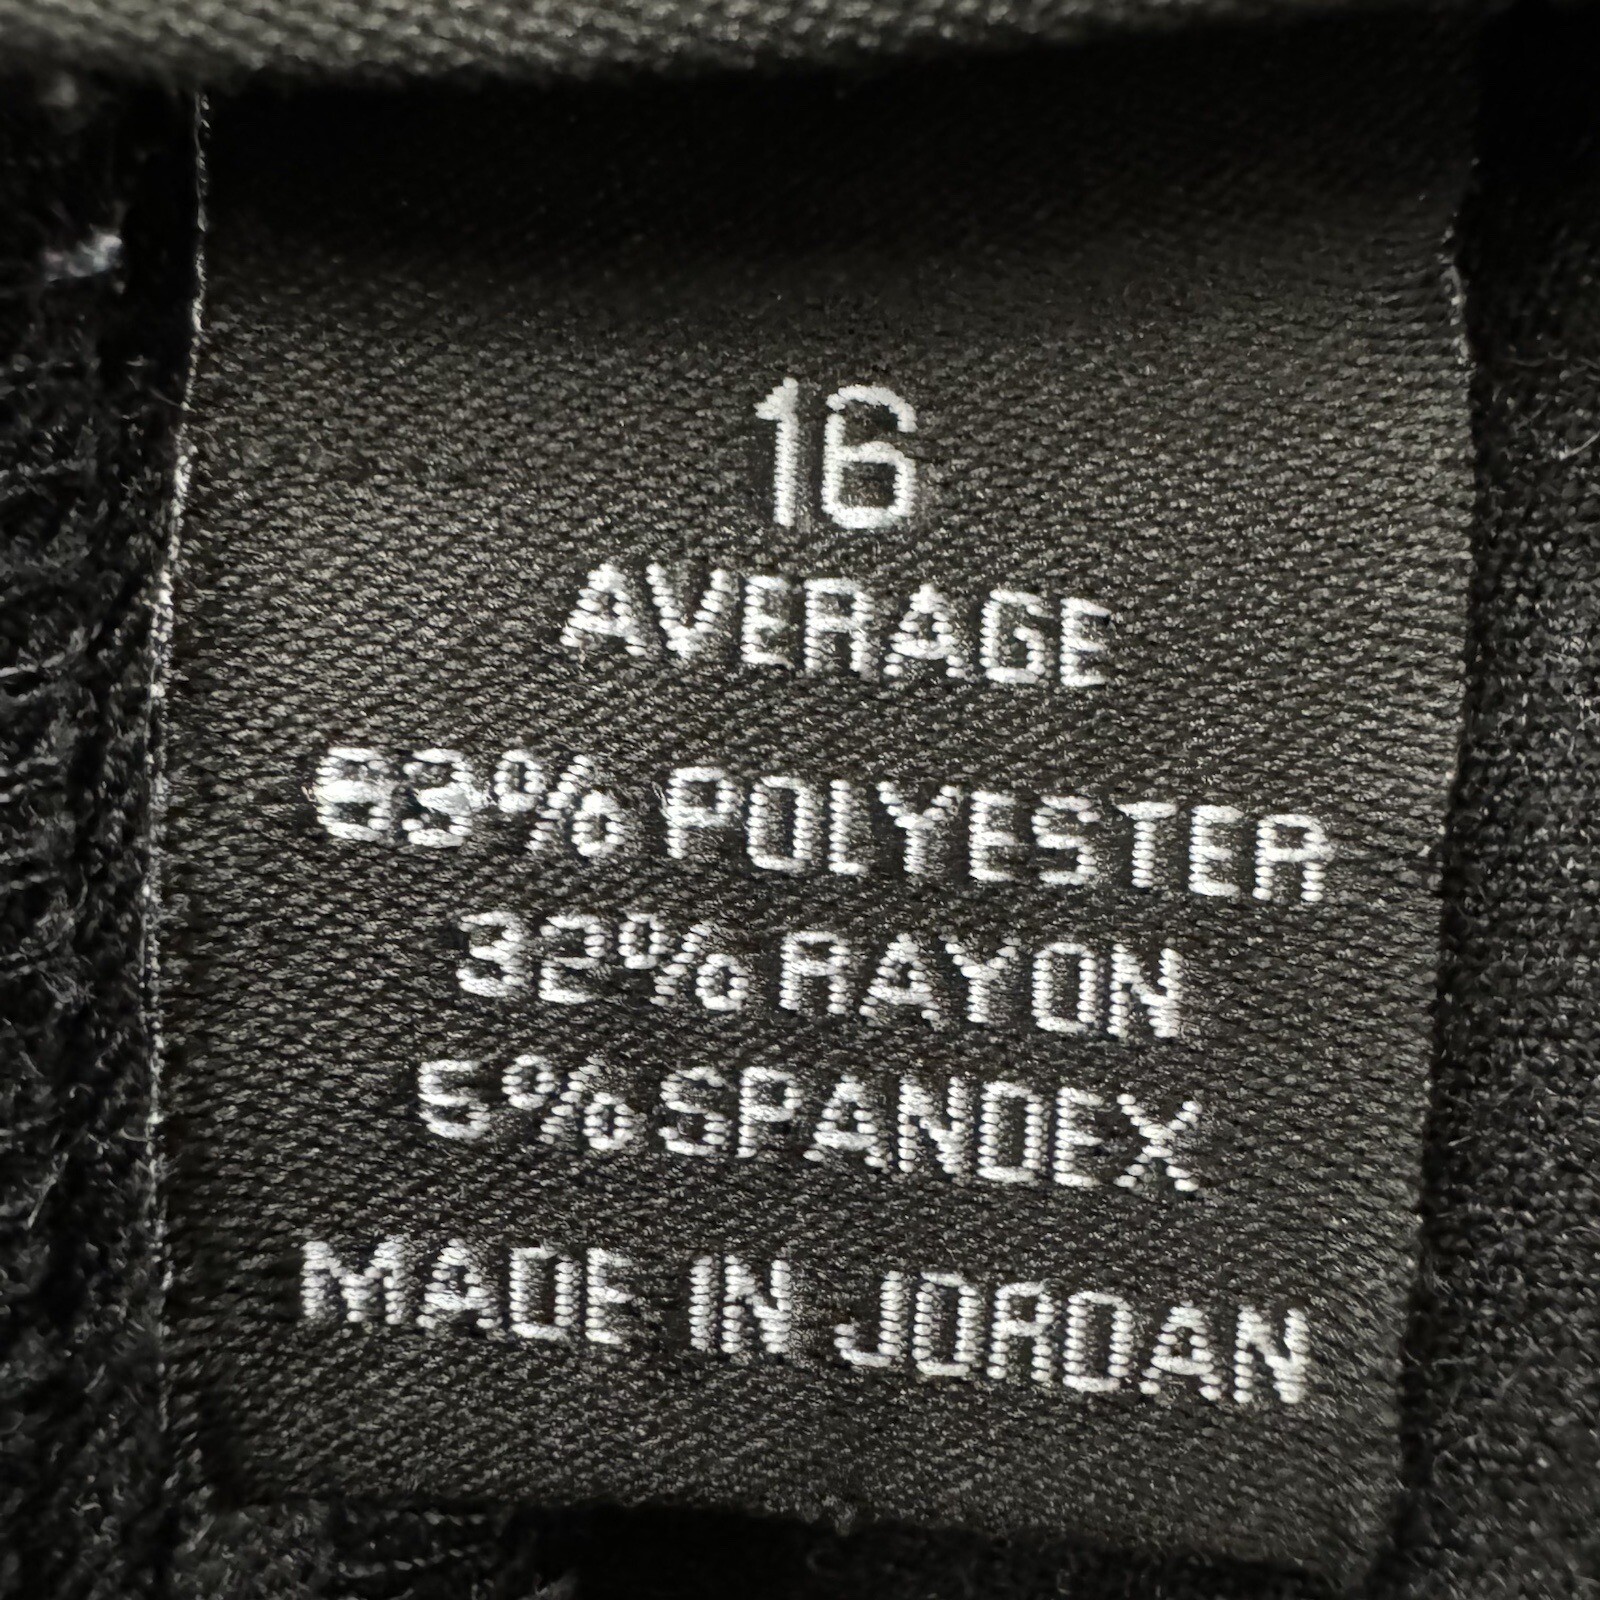 16
AVERAGE
63% POLYESTER
32% RAYON
5% SPANDEX
MADE IN JORDAN